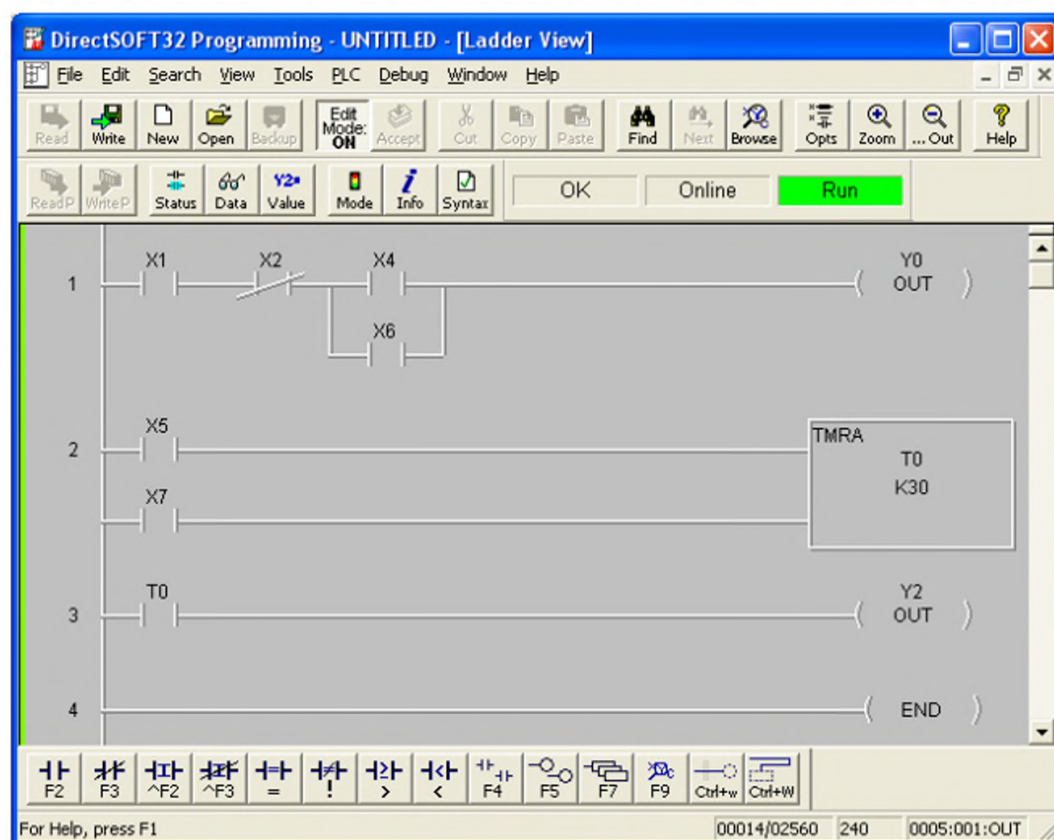 DirectSOFT32 Programming - UNTITLED - [Ladder View]
File Edit Search View Tools PLC Debug Window Help
Read Write New Open Backup Edit Mode: ON Accept Cut Copy Paste Find Next Browse Opts Zoom ... Out Help
ReadP WriteP Status Data Value Mode Info Syntax OK Online Run
X1 X2 X4 Y0
1 OUT
X6
X5
2 TMRA
T0
K30
X7
T0 Y2
3 OUT
4 END
F2 F3 ^F2 ^F3 = ! > < F4 F5 F7 F9 Ctrl+w Ctrl+W
For Help, press F1 00014/02560 240 0005:001:OUT